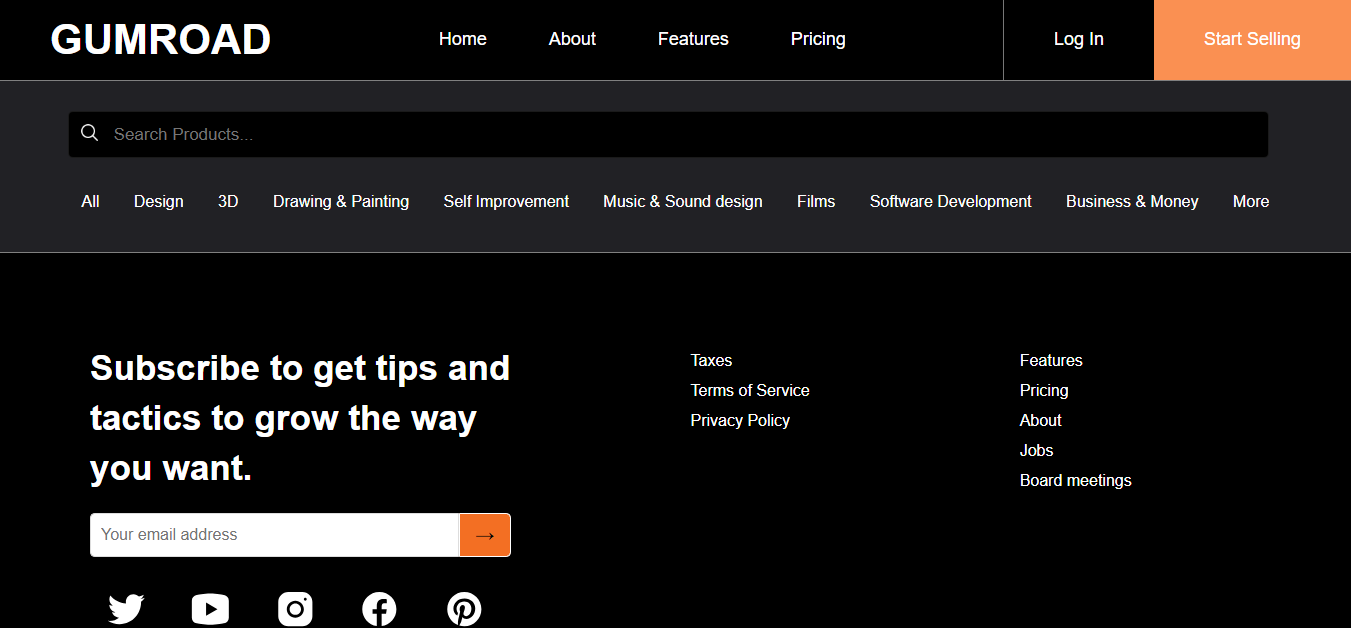 GUMROAD Home About Features Pricing Log In Start Selling
Search Products...
All Design 3D Drawing & Painting Self Improvement Music & Sound design Films Software Development Business & Money More
Subscribe to get tips and
tactics to grow the way
you want.
Your email address →
Taxes
Terms of Service
Privacy Policy
Features
Pricing
About
Jobs
Board meetings